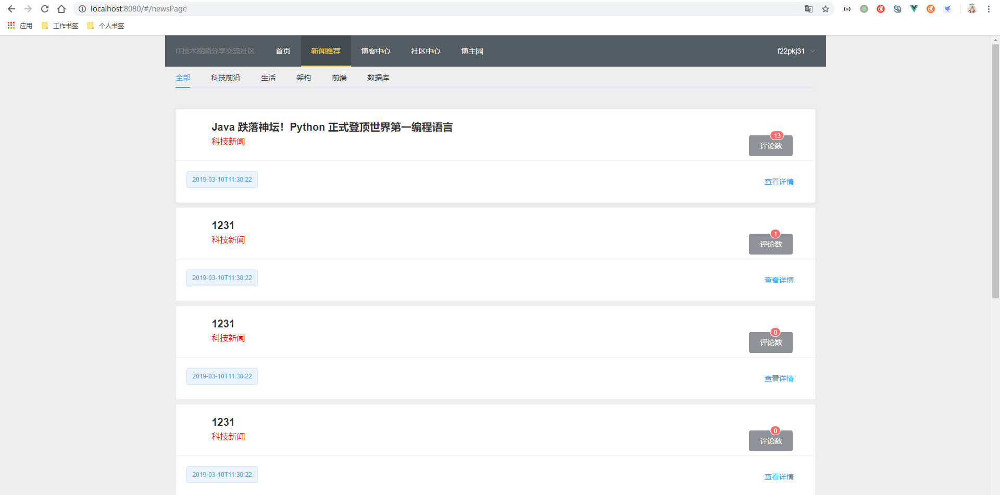 localhost:8080/#/newsPage
应用 工作书签 个人书签
IT技术视频分享交流社区 首页 新闻推荐 博客中心 社区中心 博主园 f22pkj31
全部 科技前沿 生活 架构 前端 数据库
Java 跌落神坛！Python 正式登顶世界第一编程语言
科技新闻
13
评论数
2019-03-10T11:30:22
查看详情
1231
科技新闻
1
评论数
2019-03-10T11:30:22
查看详情
1231
科技新闻
0
评论数
2019-03-10T11:30:22
查看详情
1231
科技新闻
0
评论数
2019-03-10T11:30:22
查看详情